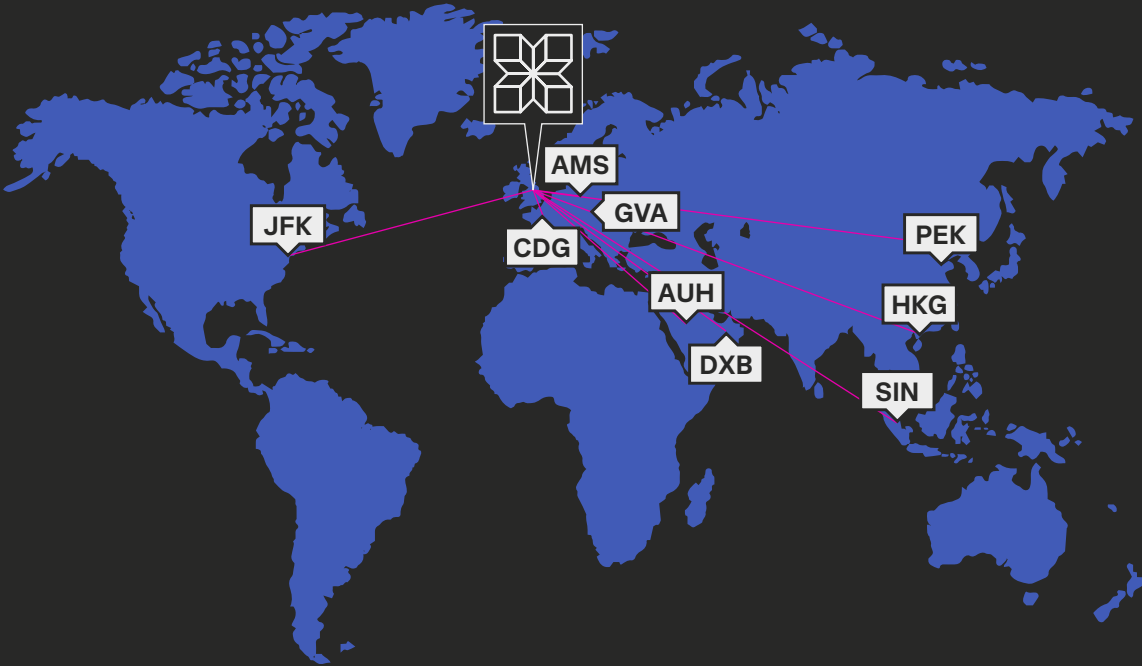 AMS
GVA
JFK
CDG
PEK
AUH
HKG
DXB
SIN